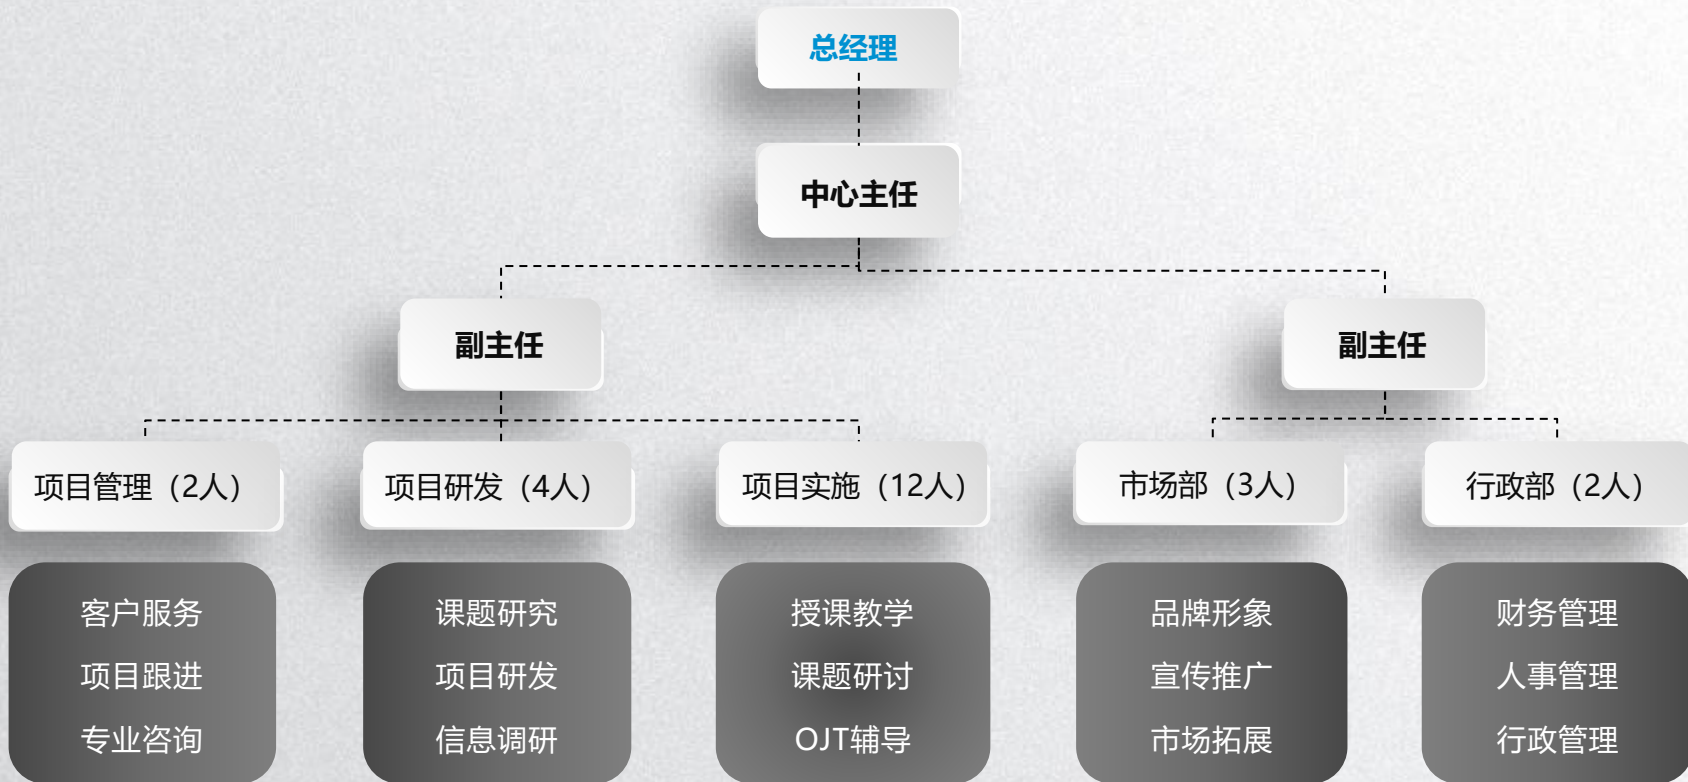 总经理
中心主任
副主任
副主任
项目管理（2人）
项目研发（4人）
项目实施（12人）
市场部（3人）
行政部（2人）
客户服务
项目跟进
专业咨询
课题研究
项目研发
信息调研
授课教学
课题研讨
OJT辅导
品牌形象
宣传推广
市场拓展
财务管理
人事管理
行政管理